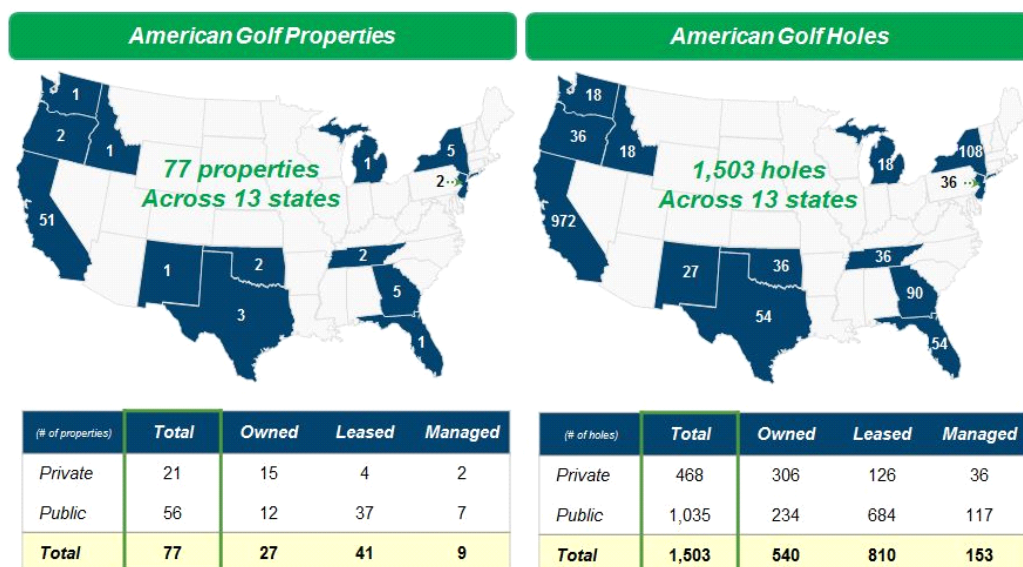 American Golf Properties
1
2
1
51
77 properties
Across 13 states
1
5
2
1
2
2
3
5
1
(# of properties) Total Owned Leased Managed
Private 21 15 4 2
Public 56 12 37 7
Total 77 27 41 9
American Golf Holes
18
36
18
972
1,503 holes
Across 13 states
18
108
36
27
36
36
54
90
54
(# of holes) Total Owned Leased Managed
Private 468 306 126 36
Public 1,035 234 684 117
Total 1,503 540 810 153